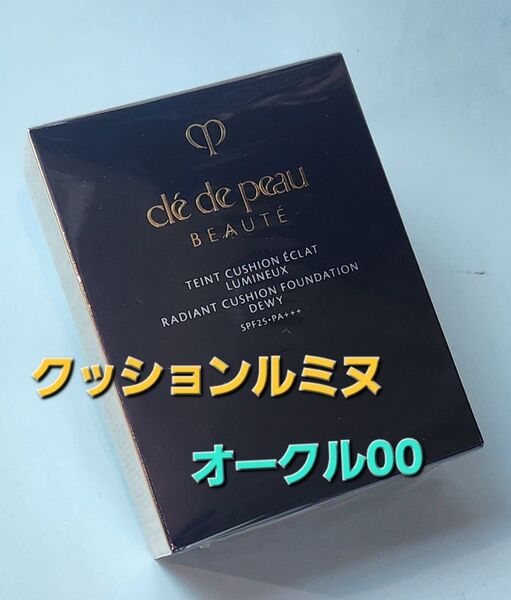 clé de peau
BEAUTÉ
TEINT CUSHION ÉCLAT
LUMINEUX
RADIANT CUSHION FOUNDATION
DEWY
SPF25・PA+++
クッションルミヌ
オークル00